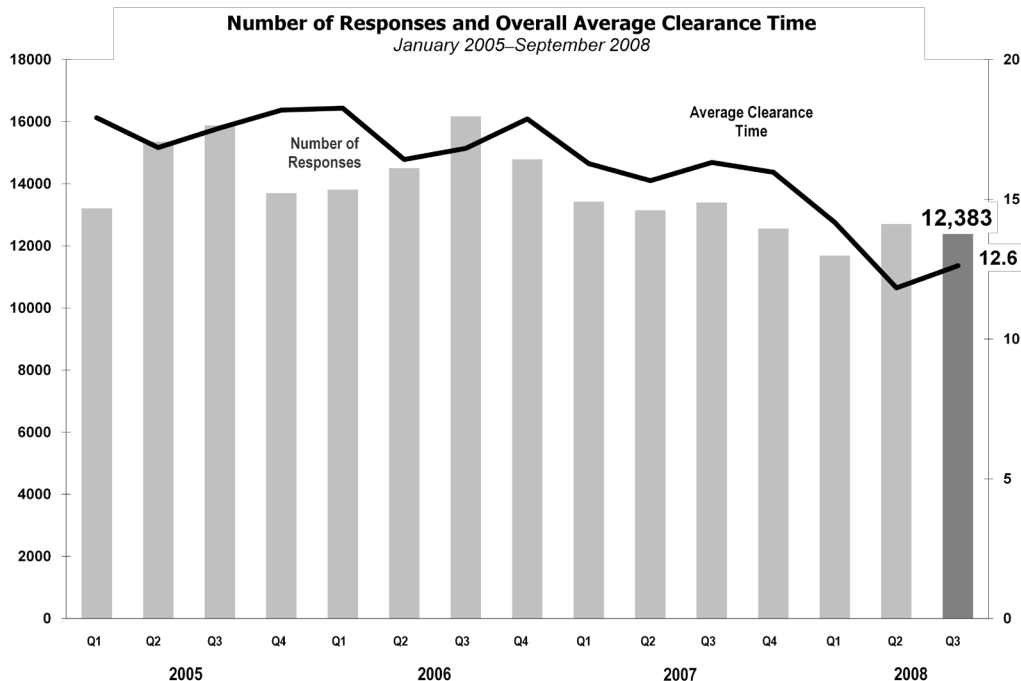 Number of Responses and Overall Average Clearance Time
January 2005–September 2008
18000
16000
14000
12000
10000
8000
6000
4000
2000
0
20
15
10
5
0
Number of
Responses
Average Clearance
Time
12,383
12.6
Q1 Q2 Q3 Q4 Q1 Q2 Q3 Q4 Q1 Q2 Q3 Q4 Q1 Q2 Q3
2005 2006 2007 2008